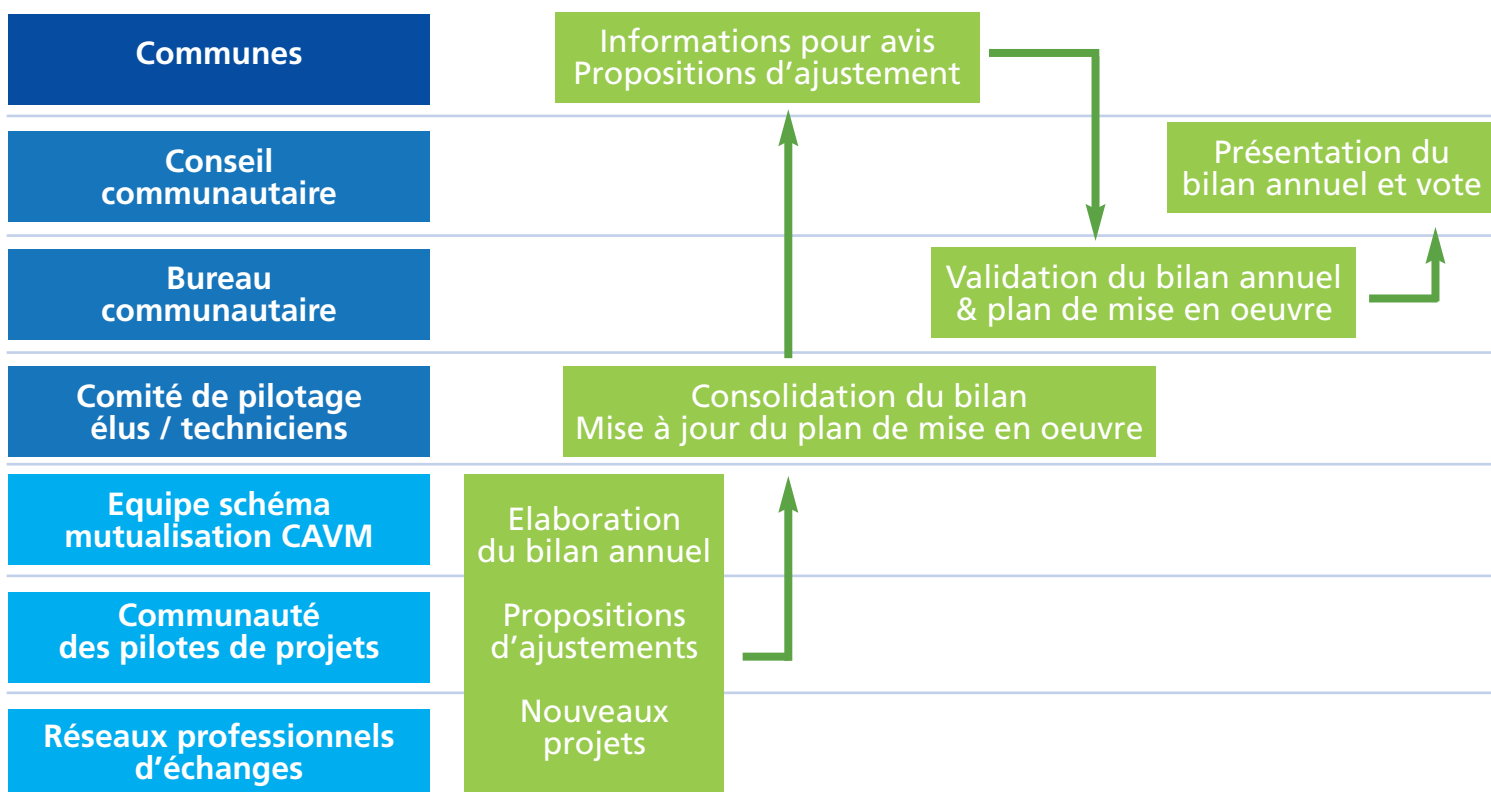 Communes
Informations pour avis
Propositions d’ajustement
Conseil
communautaire
Présentation du
bilan annuel et vote
Bureau
communautaire
Validation du bilan annuel
& plan de mise en oeuvre
Comité de pilotage
élus / techniciens
Consolidation du bilan
Mise à jour du plan de mise en oeuvre
Equipe schéma
mutualisation CAVM
Elaboration
du bilan annuel
Communauté
des pilotes de projets
Propositions
d’ajustements
Réseaux professionnels
d’échanges
Nouveaux
projets